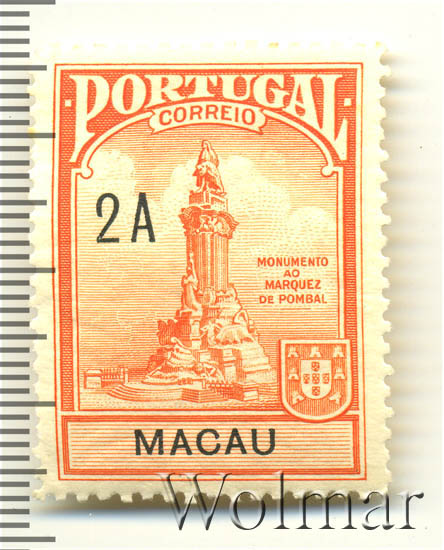 PORTUGAL
CORREIO
2A
MONUMENTO
AO
MARQUEZ
DE POMBAL
MACAU
Wolmar